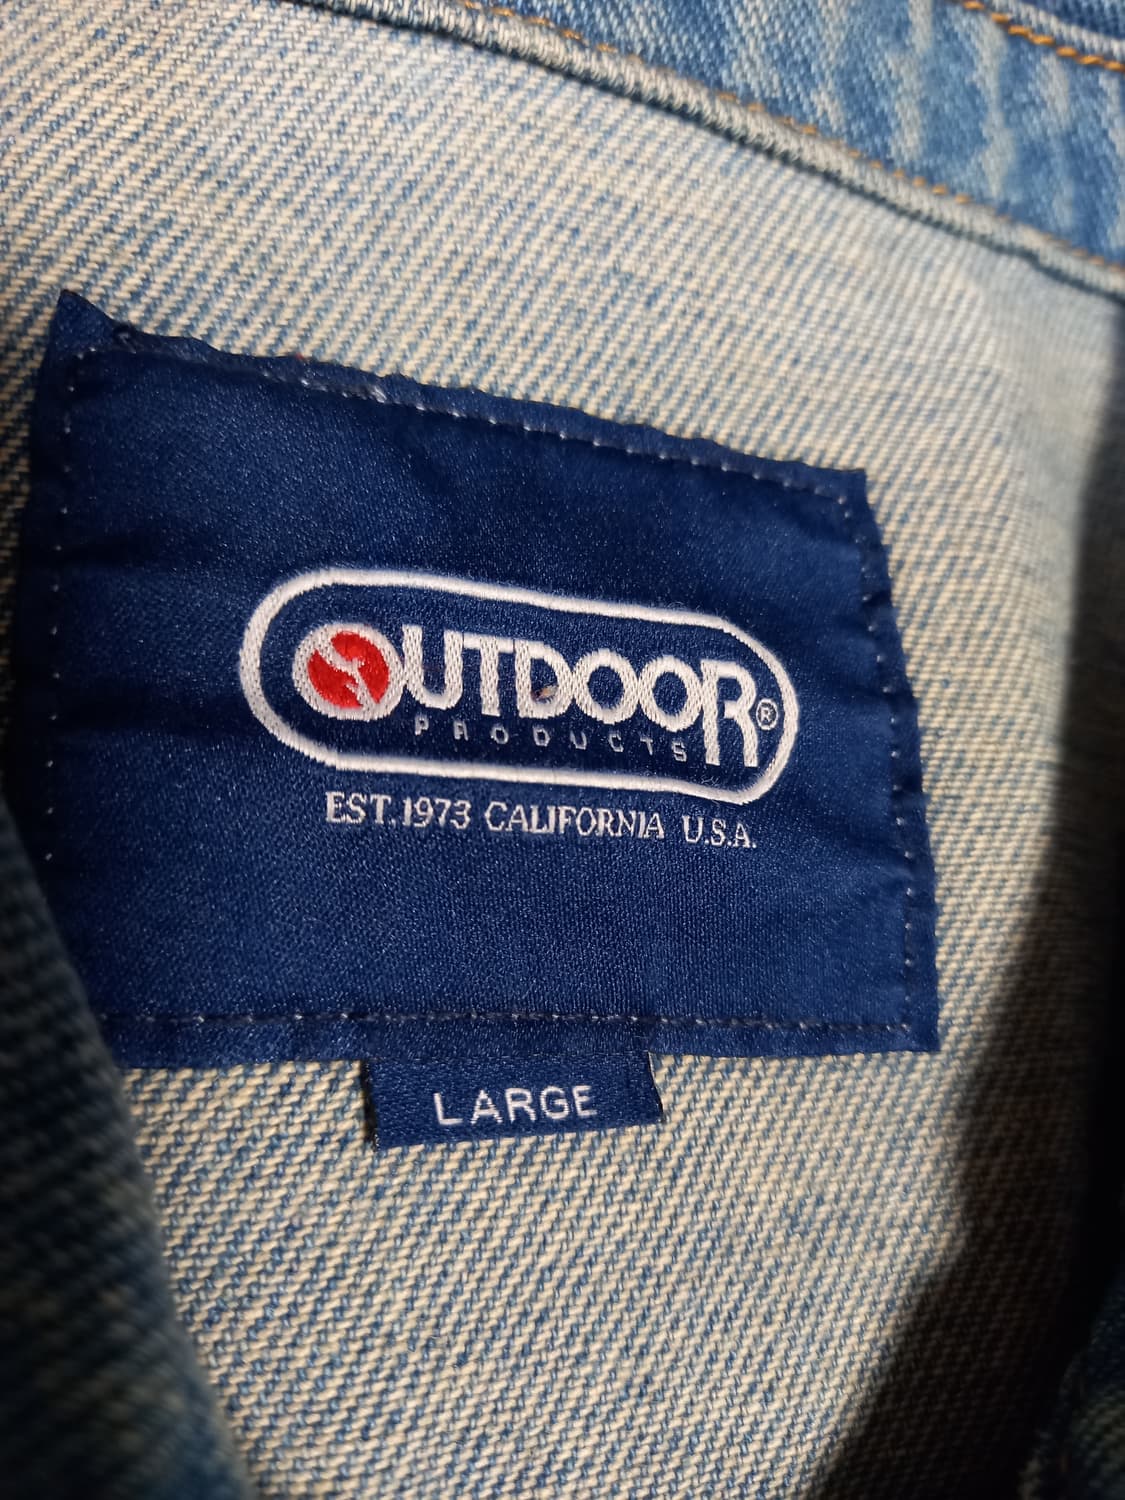 OUTDOOR®
PRODUCTS
EST.1973 CALIFORNIA U.S.A.
LARGE